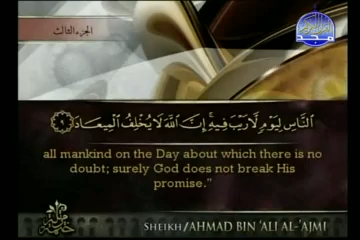 الجزء الثالث
المجد
النَّاسِ لِيَوْمٍ لَّا رَيْبَ فِيهِ إِنَّ اللَّهَ لَا يُخْلِفُ الْمِيعَادَ ٩
all mankind on the Day about which there is no
doubt; surely God does not break His
promise."
SHEIKH/AHMAD BIN ‘ALI AL-‘AJMI